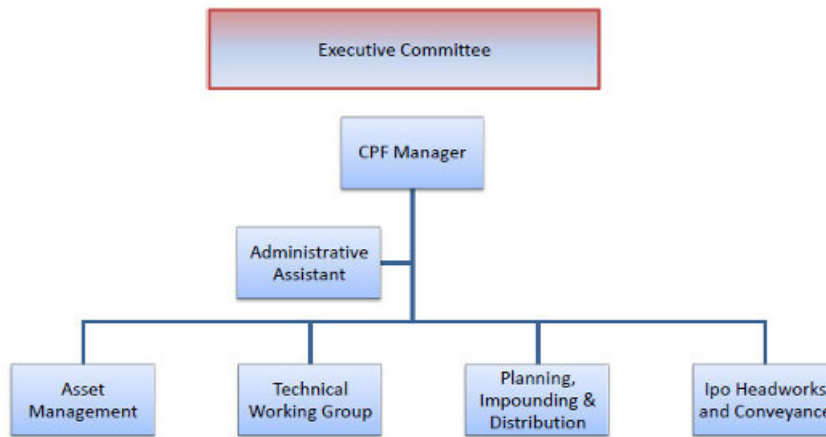 Executive Committee
CPF Manager
Administrative
Assistant
Asset
Management
Technical
Working Group
Planning,
Impounding &
Distribution
Ipo Headworks
and Conveyance